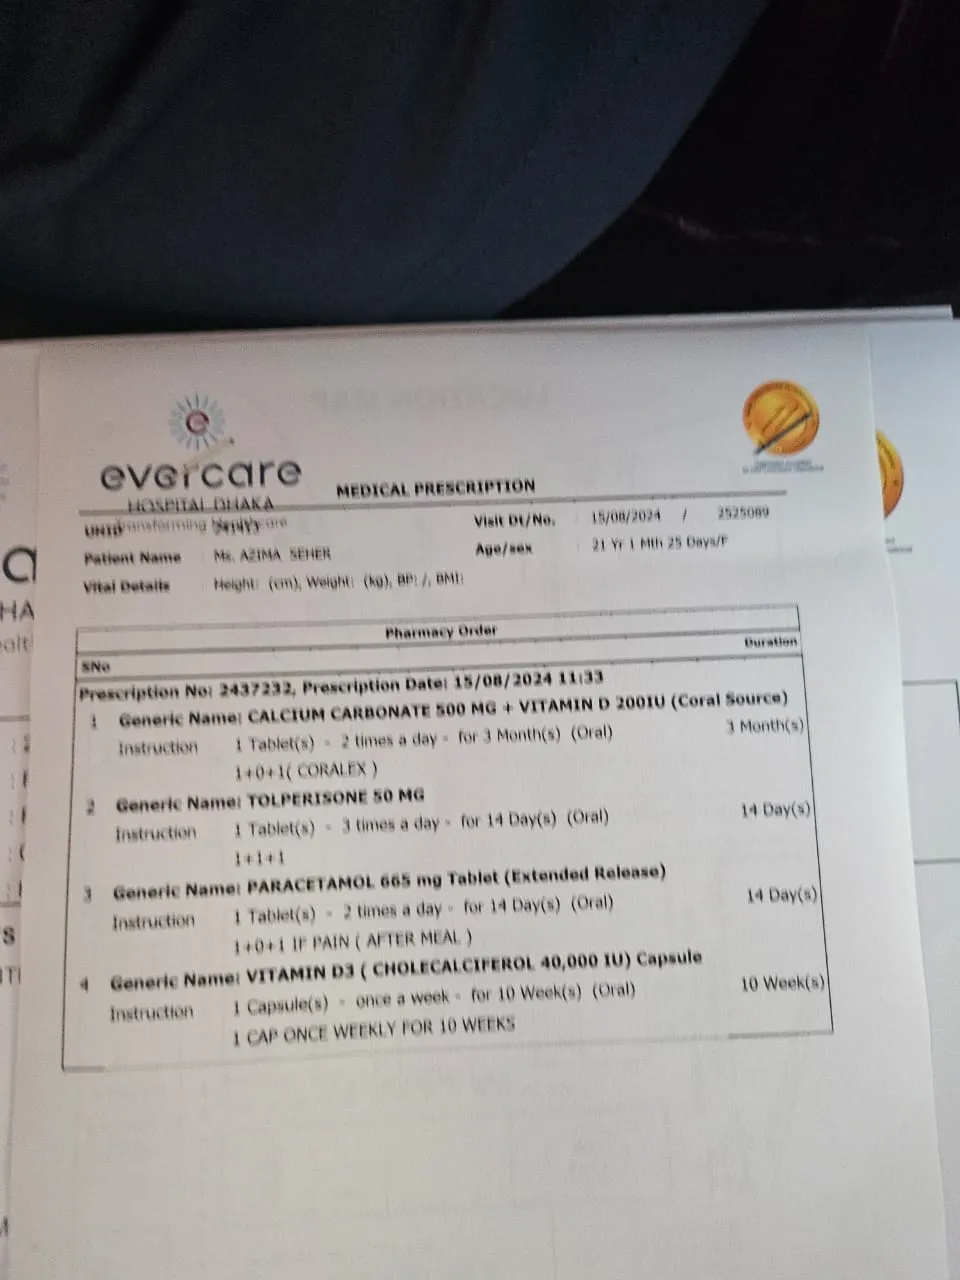 evercare
HOSPITAL DHAKA
MEDICAL PRESCRIPTION
UHID
Visit Dt/No. : 15/08/2024 / 2525089
Patient Name : Ms. AZIMA SEHER
Age/sex : 21 Yr 1 Mth 25 Days/F
Vital Details : Height: (cm), Weight: (kg), BP: /, BMI:
Pharmacy Order
SNo Duration
Prescription No: 2437232, Prescription Date: 15/08/2024 11:33
1 Generic Name: CALCIUM CARBONATE 500 MG + VITAMIN D 200IU (Coral Source)
Instruction 1 Tablet(s) - 2 times a day - for 3 Month(s) (Oral) 3 Month(s)
1+0+1( CORALEX )
2 Generic Name: TOLPERISONE 50 MG
Instruction 1 Tablet(s) - 3 times a day - for 14 Day(s) (Oral) 14 Day(s)
1+1+1
3 Generic Name: PARACETAMOL 665 mg Tablet (Extended Release)
Instruction 1 Tablet(s) - 2 times a day - for 14 Day(s) (Oral) 14 Day(s)
1+0+1 IF PAIN ( AFTER MEAL )
4 Generic Name: VITAMIN D3 ( CHOLECALCIFEROL 40,000 IU) Capsule
Instruction 1 Capsule(s) - once a week - for 10 Week(s) (Oral) 10 Week(s)
1 CAP ONCE WEEKLY FOR 10 WEEKS